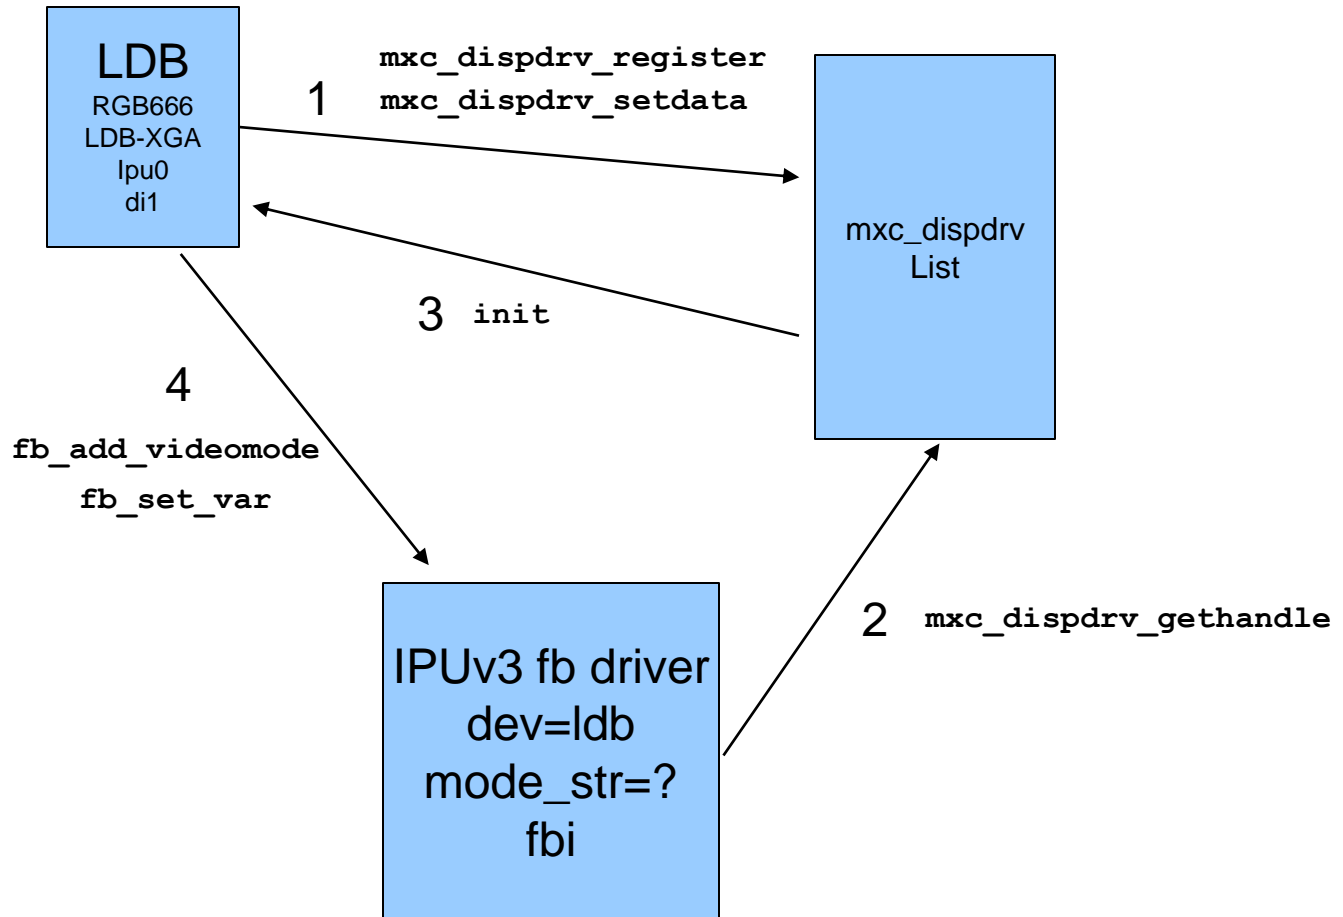 LDB
RGB666
LDB-XGA
Ipu0
di1
1
mxc_dispdrv_register
mxc_dispdrv_setdata
mxc_dispdrv
List
3 init
4
fb_add_videomode
fb_set_var
2 mxc_dispdrv_gethandle
IPUv3 fb driver
dev=ldb
mode_str=?
fbi